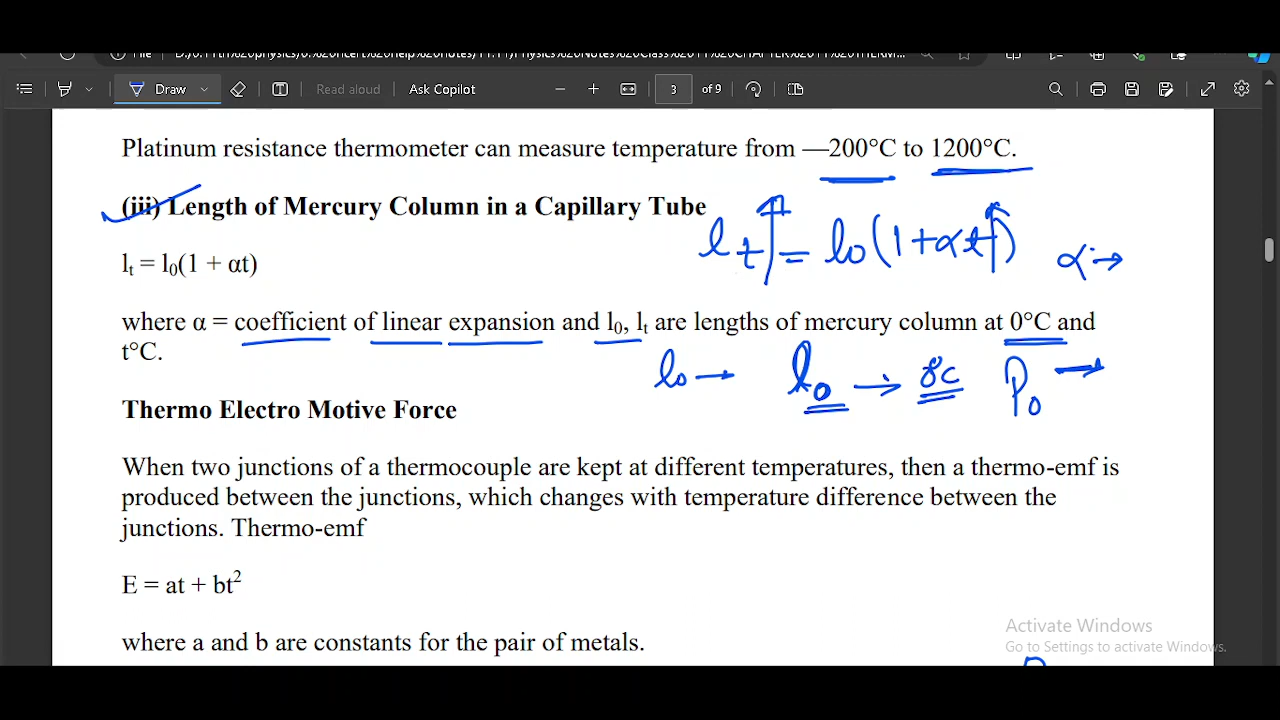 Draw
Read aloud
Ask Copilot
3 of 9
Platinum resistance thermometer can measure temperature from —200°C to 1200°C.
(iii) Length of Mercury Column in a Capillary Tube
lt = l0(1 + αt)
lt = l0(1+αt) α→
where α = coefficient of linear expansion and l0, lt are lengths of mercury column at 0°C and
t°C.
l0 → l0 → 0°C P0 →
Thermo Electro Motive Force
When two junctions of a thermocouple are kept at different temperatures, then a thermo-emf is
produced between the junctions, which changes with temperature difference between the
junctions. Thermo-emf
E = at + bt²
where a and b are constants for the pair of metals.
Activate Windows
Go to Settings to activate Windows.